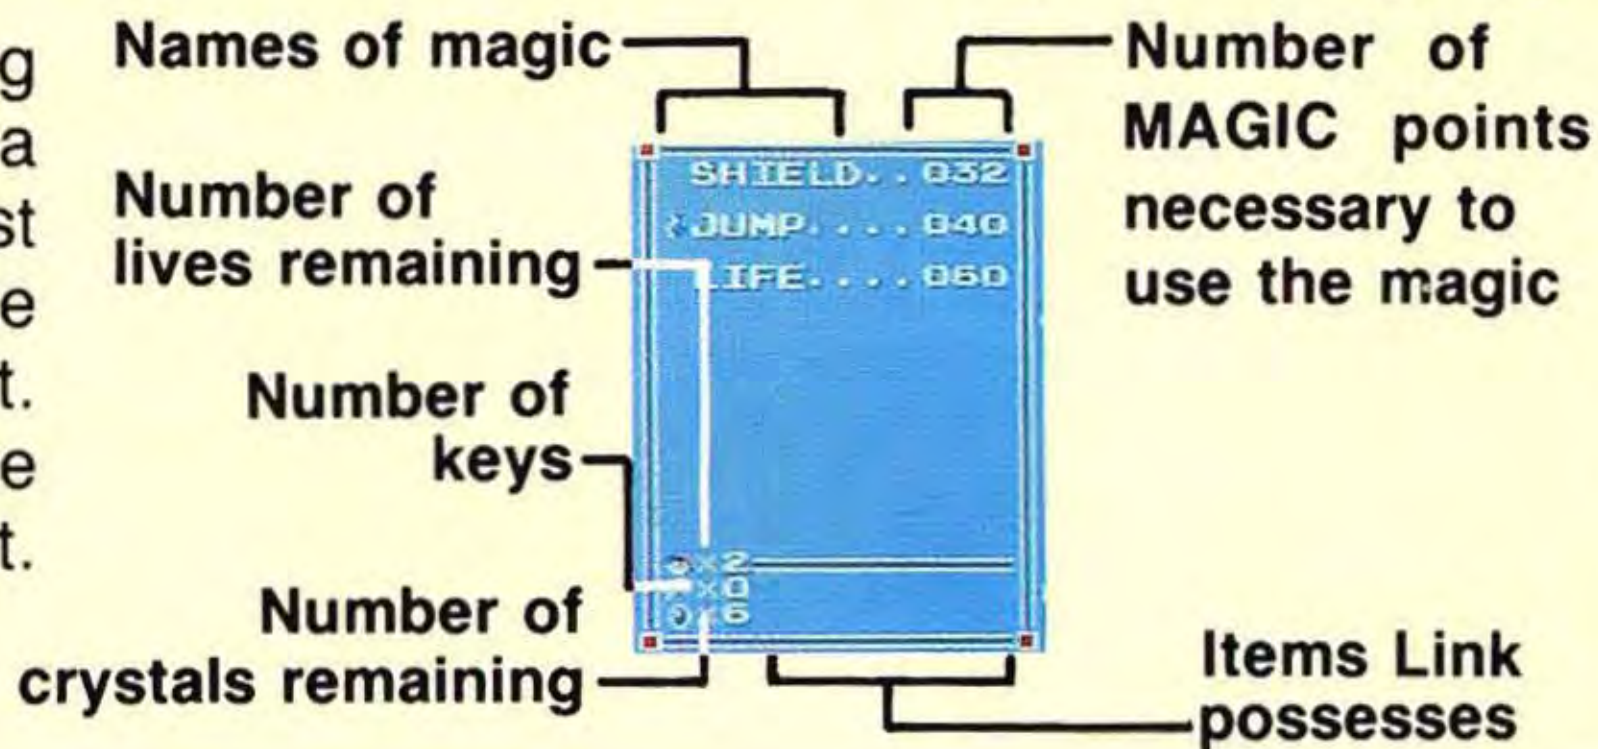 g
a
st
e
t.
e
t.
Names of magic
Number of
lives remaining
Number of
keys
Number of
crystals remaining
SHIELD..032
JUMP....040
LIFE....060
×2
×0
×6
Number of
MAGIC points
necessary to
use the magic
Items Link
possesses